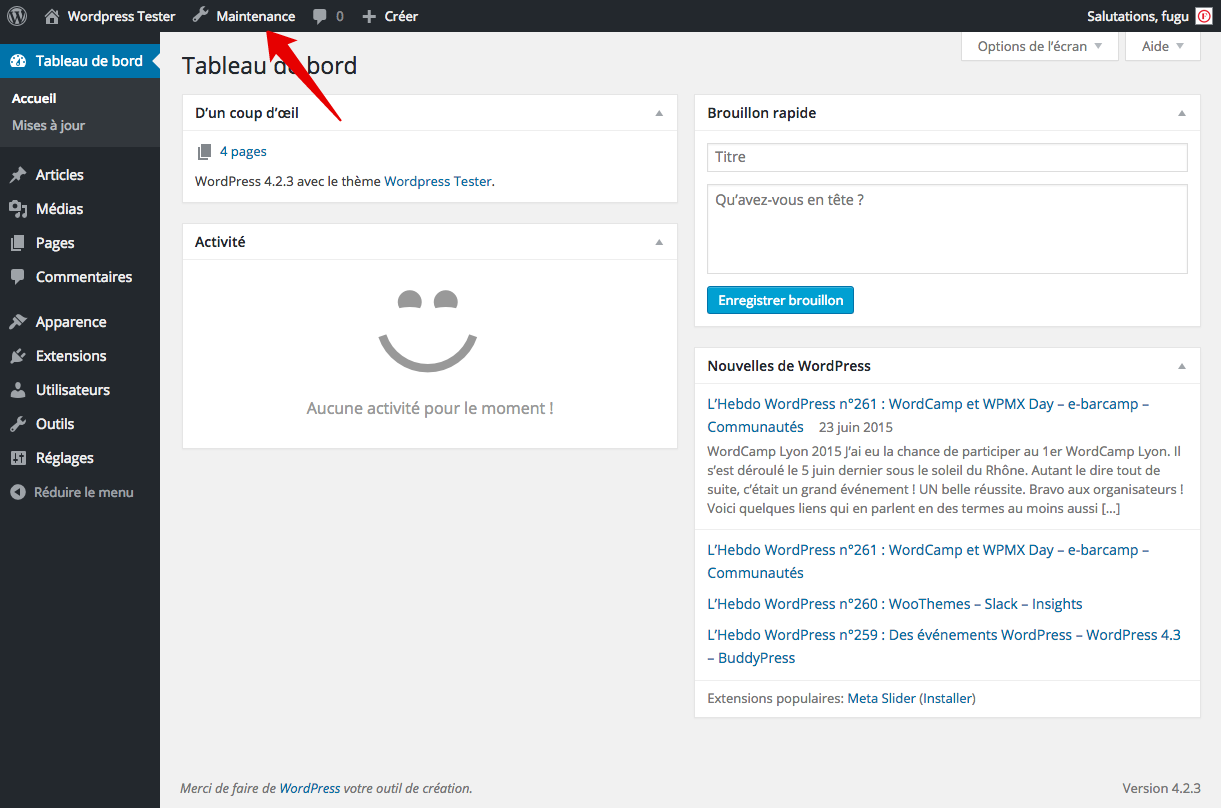 Wordpress Tester Maintenance 0 Créer Salutations, fugu
Tableau de bord
Accueil
Mises à jour
Articles
Médias
Pages
Commentaires
Apparence
Extensions
Utilisateurs
Outils
Réglages
Réduire le menu
Options de l’écran Aide
Tableau de bord
D’un coup d’œil
4 pages
WordPress 4.2.3 avec le thème Wordpress Tester.
Activité
Aucune activité pour le moment !
Brouillon rapide
Titre
Qu’avez-vous en tête ?
Enregistrer brouillon
Nouvelles de WordPress
L’Hebdo WordPress n°261 : WordCamp et WPMX Day – e-barcamp –
Communautés 23 juin 2015
WordCamp Lyon 2015 J’ai eu la chance de participer au 1er WordCamp Lyon. Il
s’est déroulé le 5 juin dernier sous le soleil du Rhône. Autant le dire tout de
suite, c’était un grand événement ! UN belle réussite. Bravo aux organisateurs !
Voici quelques liens qui en parlent en des termes au moins aussi […]
L’Hebdo WordPress n°261 : WordCamp et WPMX Day – e-barcamp –
Communautés
L’Hebdo WordPress n°260 : WooThemes – Slack – Insights
L’Hebdo WordPress n°259 : Des événements WordPress – WordPress 4.3
– BuddyPress
Extensions populaires: Meta Slider (Installer)
Merci de faire de WordPress votre outil de création.
Version 4.2.3